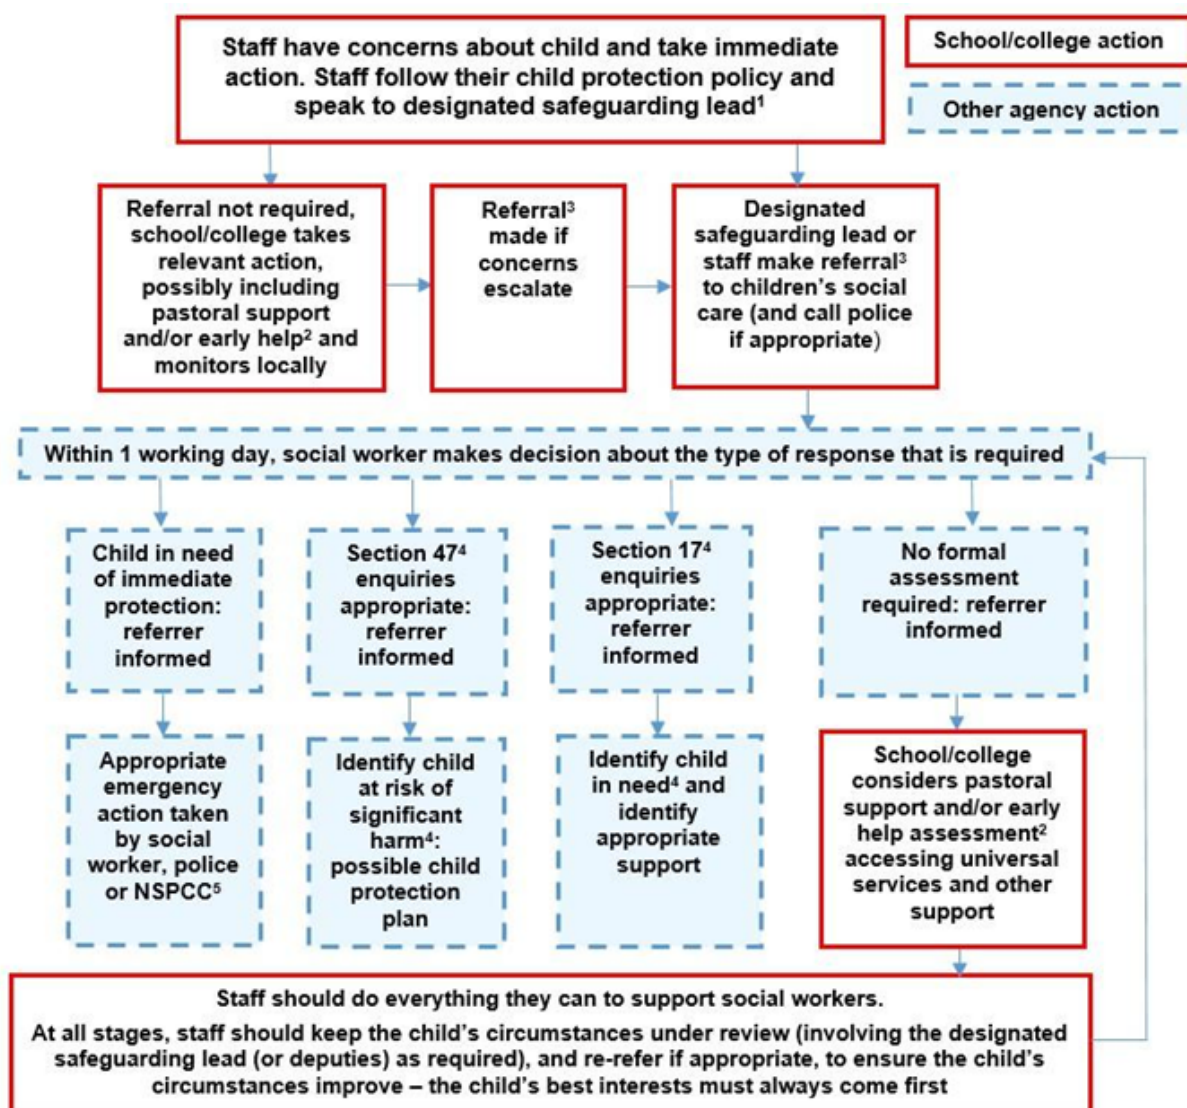 Staff have concerns about child and take immediate
action. Staff follow their child protection policy and
speak to designated safeguarding lead¹
School/college action
Other agency action
Referral not required,
school/college takes
relevant action,
possibly including
pastoral support
and/or early help² and
monitors locally
Referral³
made if
concerns
escalate
Designated
safeguarding lead or
staff make referral³
to children’s social
care (and call police
if appropriate)
Within 1 working day, social worker makes decision about the type of response that is required
Child in need
of immediate
protection:
referrer
informed
Section 47⁴
enquiries
appropriate:
referrer
informed
Section 17⁴
enquiries
appropriate:
referrer
informed
No formal
assessment
required: referrer
informed
Appropriate
emergency
action taken
by social
worker, police
or NSPCC⁵
Identify child
at risk of
significant
harm⁴:
possible child
protection
plan
Identify child
in need⁴ and
identify
appropriate
support
School/college
considers pastoral
support and/or early
help assessment²
accessing universal
services and other
support
Staff should do everything they can to support social workers.
At all stages, staff should keep the child’s circumstances under review (involving the designated
safeguarding lead (or deputies) as required), and re-refer if appropriate, to ensure the child’s
circumstances improve – the child’s best interests must always come first